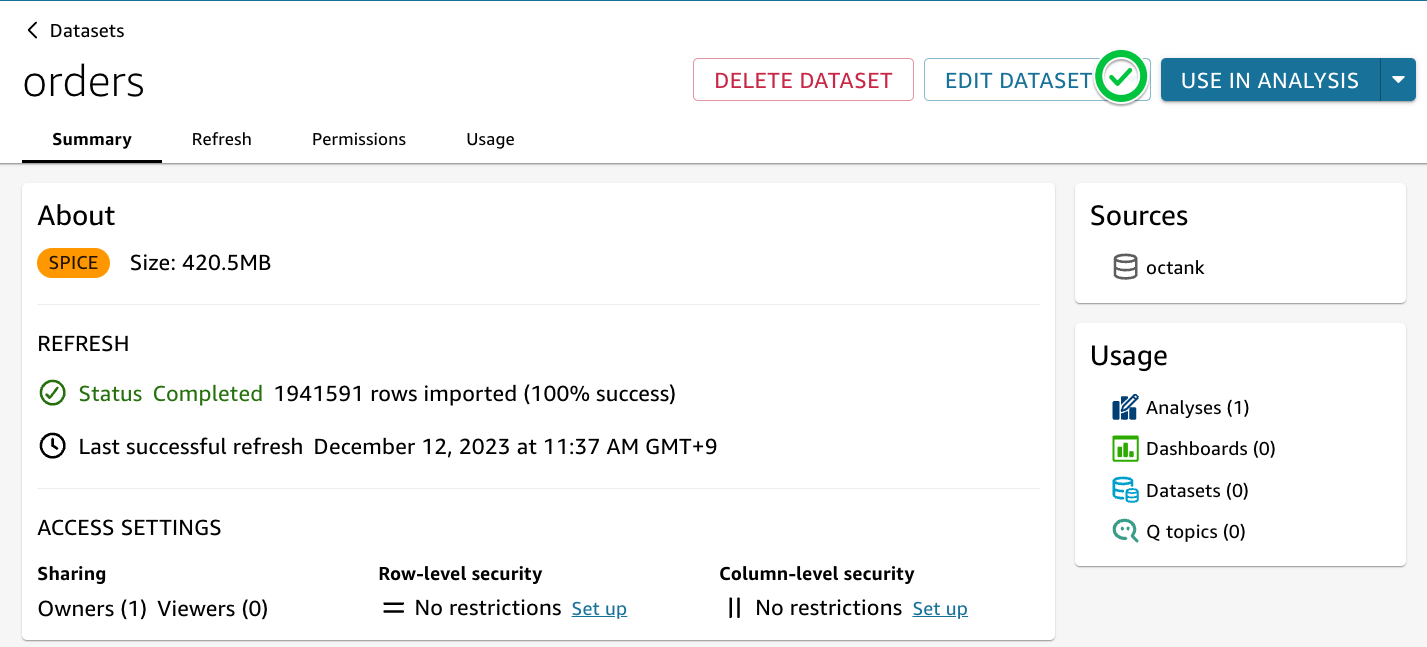 Datasets
orders
DELETE DATASET
EDIT DATASET
USE IN ANALYSIS
Summary Refresh Permissions Usage
About
SPICE Size: 420.5MB
REFRESH
Status Completed 1941591 rows imported (100% success)
Last successful refresh December 12, 2023 at 11:37 AM GMT+9
ACCESS SETTINGS
Sharing
Owners (1) Viewers (0)
Row-level security
No restrictions Set up
Column-level security
No restrictions Set up
Sources
octank
Usage
Analyses (1)
Dashboards (0)
Datasets (0)
Q topics (0)